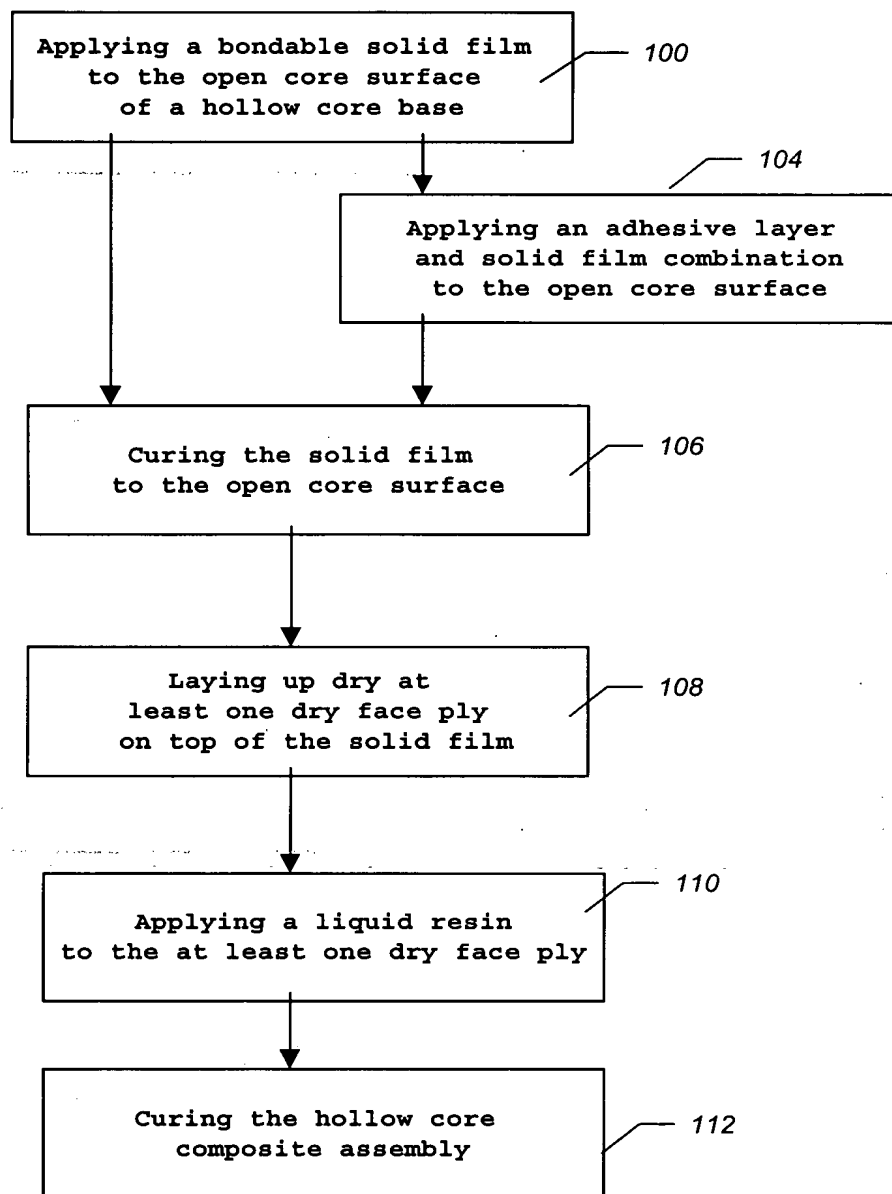 Applying a bondable solid film
to the open core surface
of a hollow core base
100
104
Applying an adhesive layer
and solid film combination
to the open core surface
Curing the solid film
to the open core surface
106
Laying up dry at
least one dry face ply
on top of the solid film
108
Applying a liquid resin
to the at least one dry face ply
110
Curing the hollow core
composite assembly
112